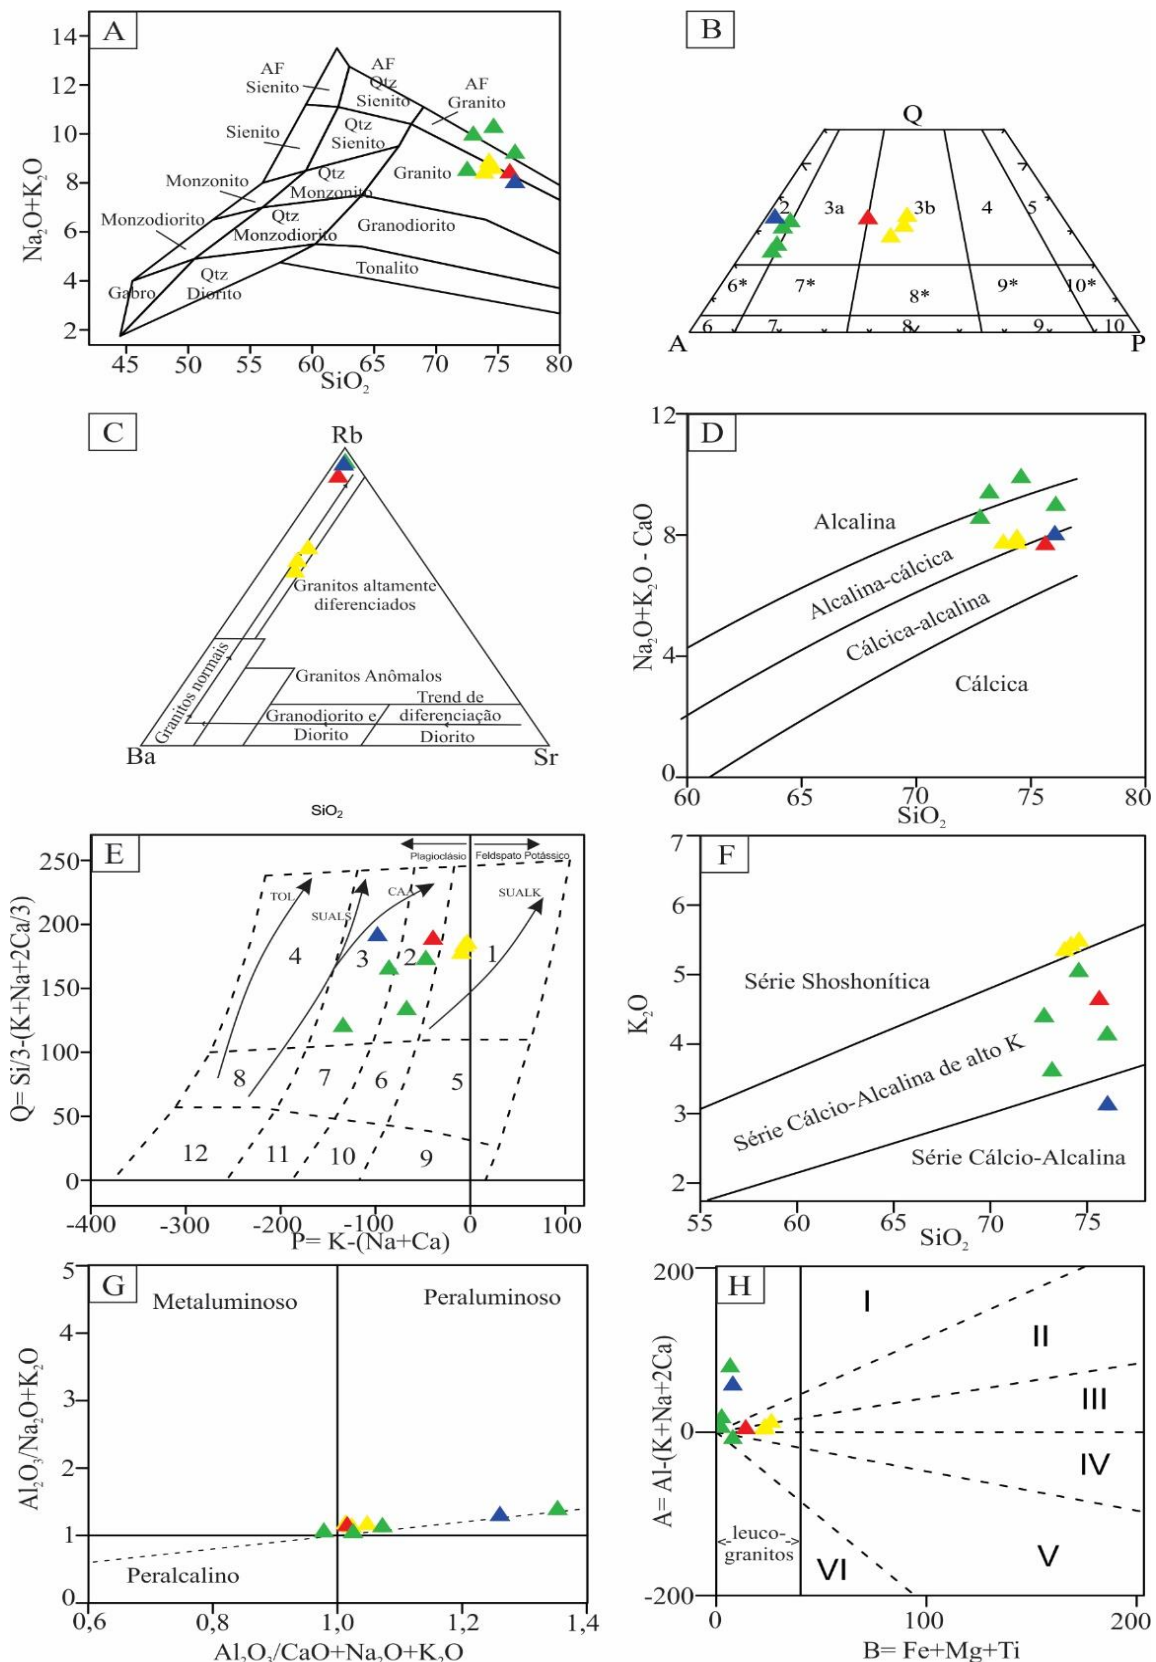 A
14
12
10
8
6
4
2
Na₂O+K₂O
AF
Sienito
AF
Qtz
Sienito
AF
Granito
Sienito
Qtz
Sienito
Monzonito
Qtz
Monzonito
Granito
Monzodiorito
Qtz
Monzodiorito
Granodiorito
Gabro
Qtz
Diorito
Tonalito
45
50
55
60
65
70
75
80
SiO₂
B
Q
2
3a
3b
4
5
6*
7*
8*
9*
10*
6
7
8
9
10
A
P
C
Rb
Granitos altamente
diferenciados
Granitos normais
Granitos Anômalos
Trend de
Granodiorito e
diferenciação
Diorito
Diorito
Ba
Sr
D
12
8
4
0
Na₂O+K₂O - CaO
Alcalina
Alcalina-cálcica
Cálcica-alcalina
Cálcica
60
65
70
75
80
SiO₂
SiO₂
E
250
200
150
100
50
0
Q= Si/3-(K+Na+2Ca/3)
Plagioclásio
Feldspato Potássico
TOL
SUALS
CAA
SUALK
4
3
2
1
8
7
6
5
12
11
10
9
-400
-300
-200
-100
0
100
P= K-(Na+Ca)
F
7
6
5
4
3
2
K₂O
Série Shoshonítica
Série Cálcio-Alcalina de alto K
Série Cálcio-Alcalina
55
60
65
70
75
SiO₂
G
5
4
3
2
1
0
Al₂O₃/Na₂O+K₂O
Metaluminoso
Peraluminoso
Peralcalino
0,6
0,8
1,0
1,2
1,4
Al₂O₃/CaO+Na₂O+K₂O
H
200
0
-200
A= Al-(K+Na+2Ca)
I
II
III
IV
V
VI
leuco-
granitos
0
100
200
B= Fe+Mg+Ti